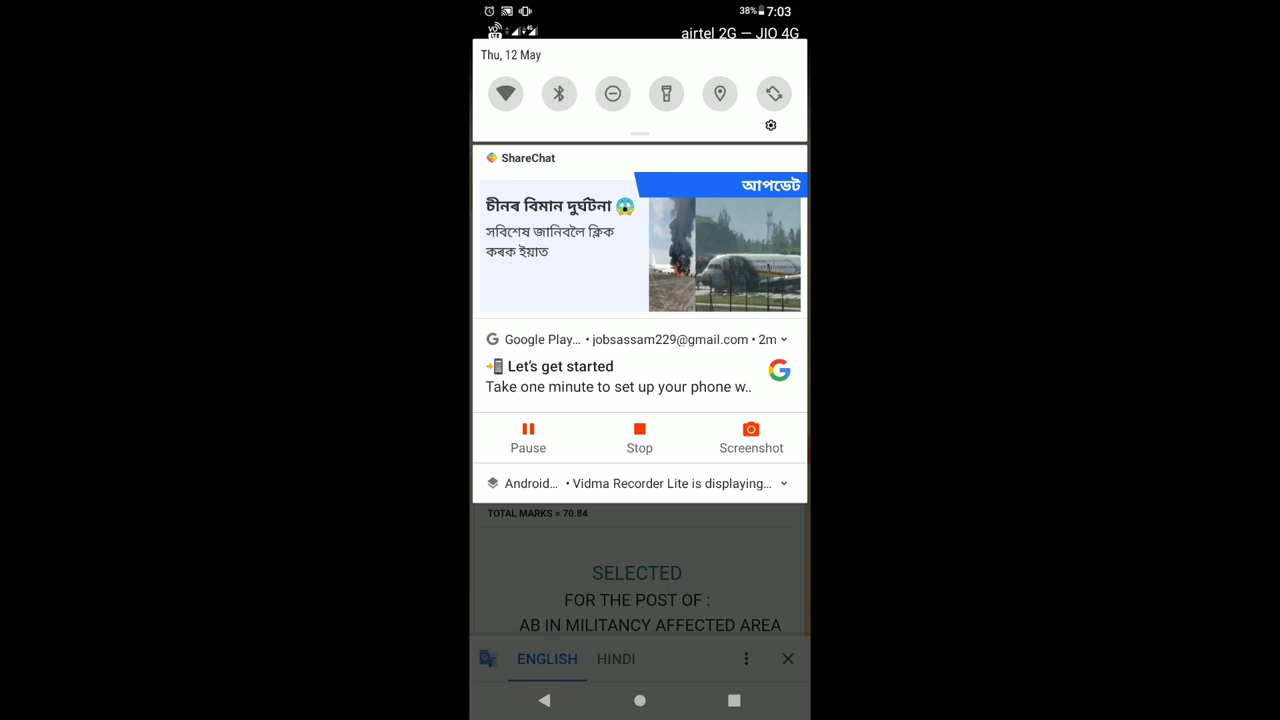 38% 7:03
VO LTE 4G
airtel 2G — JIO 4G
Thu, 12 May
ShareChat
আপডেট
চীনৰ বিমান দুৰ্ঘটনা 😱
সবিশেষ জানিবলৈ ক্লিক
কৰক ইয়াত
Google Play... • jobsassam229@gmail.com • 2m
📲 Let's get started
Take one minute to set up your phone w..
Pause Stop Screenshot
Android... • Vidma Recorder Lite is displaying...
TOTAL MARKS = 70.84
SELECTED
FOR THE POST OF :
AB IN MILITANCY AFFECTED AREA
ENGLISH HINDI